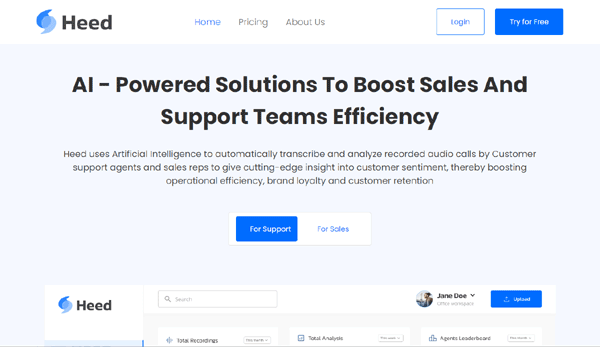 Heed
Home Pricing About Us
Login
Try for Free
AI - Powered Solutions To Boost Sales And
Support Teams Efficiency
Heed uses Artificial Intelligence to automatically transcribe and analyze recorded audio calls by Customer
support agents and sales reps to give cutting-edge insight into customer sentiment, thereby boosting
operational efficiency, brand loyalty and customer retention
For Support
For Sales
Heed
Search
Jane Doe
Office workspace
Upload
Total Recordings
Total Analysis
Agents Leaderboard